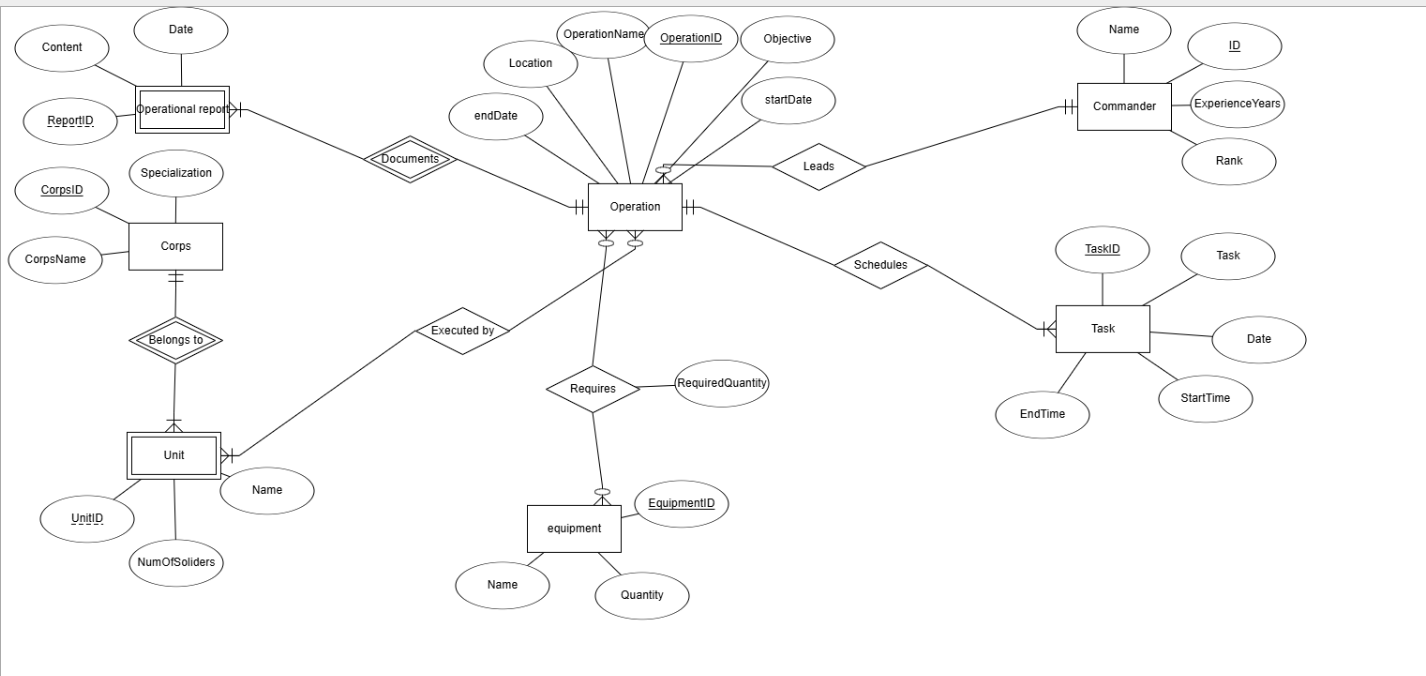 Date
Content
Operational report
ReportID
Documents
endDate
Location
OperationName
OperationID
Objective
startDate
Operation
Leads
Name
ID
Commander
ExperienceYears
Rank
Specialization
CorpsID
Corps
CorpsName
Belongs to
Executed by
Unit
Name
UnitID
NumOfSoliders
Requires
RequiredQuantity
equipment
EquipmentID
Name
Quantity
Schedules
TaskID
Task
Task
Date
StartTime
EndTime